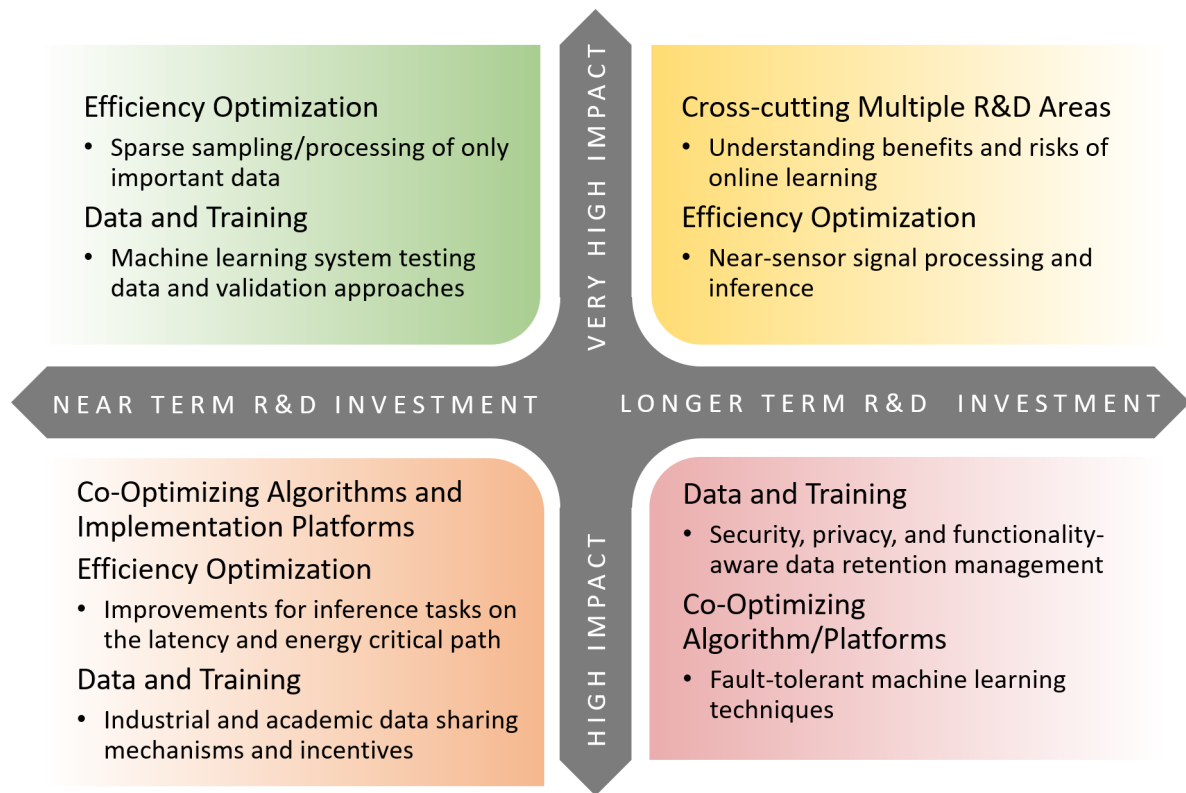 Efficiency Optimization
• Sparse sampling/processing of only
important data
Data and Training
• Machine learning system testing
data and validation approaches
VERY HIGH IMPACT
Cross-cutting Multiple R&D Areas
• Understanding benefits and risks of
online learning
Efficiency Optimization
• Near-sensor signal processing and
inference
NEAR TERM R&D INVESTMENT
LONGER TERM R&D INVESTMENT
Co-Optimizing Algorithms and
Implementation Platforms
Efficiency Optimization
• Improvements for inference tasks on
the latency and energy critical path
Data and Training
• Industrial and academic data sharing
mechanisms and incentives
HIGH IMPACT
Data and Training
• Security, privacy, and functionality-
aware data retention management
Co-Optimizing
Algorithm/Platforms
• Fault-tolerant machine learning
techniques